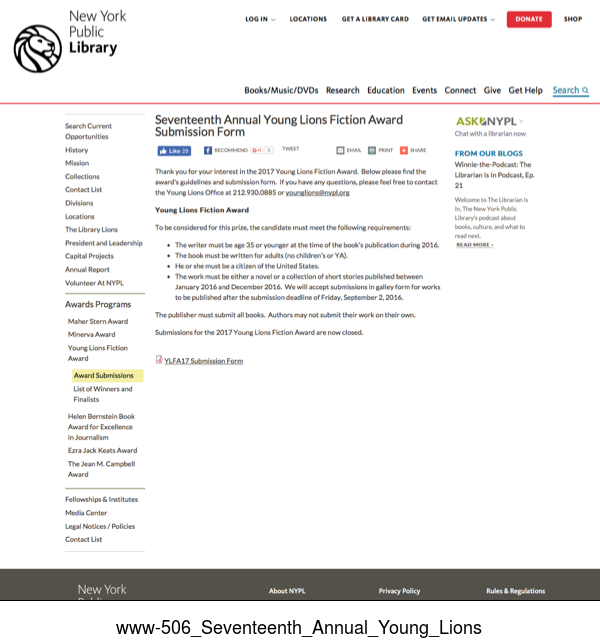 New York
Public
Library
LOG IN
LOCATIONS
GET A LIBRARY CARD
GET EMAIL UPDATES
DONATE
SHOP
Books/Music/DVDs Research Education Events Connect Give Get Help Search
Search Current
Opportunities
History
Mission
Collections
Contact List
Divisions
Locations
The Library Lions
President and Leadership
Capital Projects
Annual Report
Volunteer At NYPL
Awards Programs
Maher Stern Award
Minerva Award
Young Lions Fiction
Award
Award Submissions
List of Winners and
Finalists
Helen Bernstein Book
Award for Excellence
in Journalism
Ezra Jack Keats Award
The Jean M. Campbell
Award
Fellowships & Institutes
Media Center
Legal Notices / Policies
Contact List
Seventeenth Annual Young Lions Fiction Award
Submission Form
Like 29
RECOMMEND
G+1
0
TWEET
EMAIL
PRINT
SHARE
Thank you for your interest in the 2017 Young Lions Fiction Award. Below please find the
award's guidelines and submission form. If you have any questions, please feel free to contact
the Young Lions Office at 212.930.0885 or younglions@nypl.org
Young Lions Fiction Award
To be considered for this prize, the candidate must meet the following requirements:
• The writer must be age 35 or younger at the time of the book's publication during 2016.
• The book must be written for adults (no children's or YA).
• He or she must be a citizen of the United States.
• The work must be either a novel or a collection of short stories published between
January 2016 and December 2016. We will accept submissions in galley form for works
to be published after the submission deadline of Friday, September 2, 2016.
The publisher must submit all books. Authors may not submit their work on their own.
Submissions for the 2017 Young Lions Fiction Award are now closed.
YLFA17 Submission Form
ASK NYPL >
Chat with a librarian now
FROM OUR BLOGS
Winnie-the-Podcast: The
Librarian Is In Podcast, Ep.
21
Welcome to The Librarian Is
In, The New York Public
Library's podcast about
books, culture, and what to
read next.
READ MORE ›
New York
About NYPL
Privacy Policy
Rules & Regulations
www-506_Seventeenth_Annual_Young_Lions